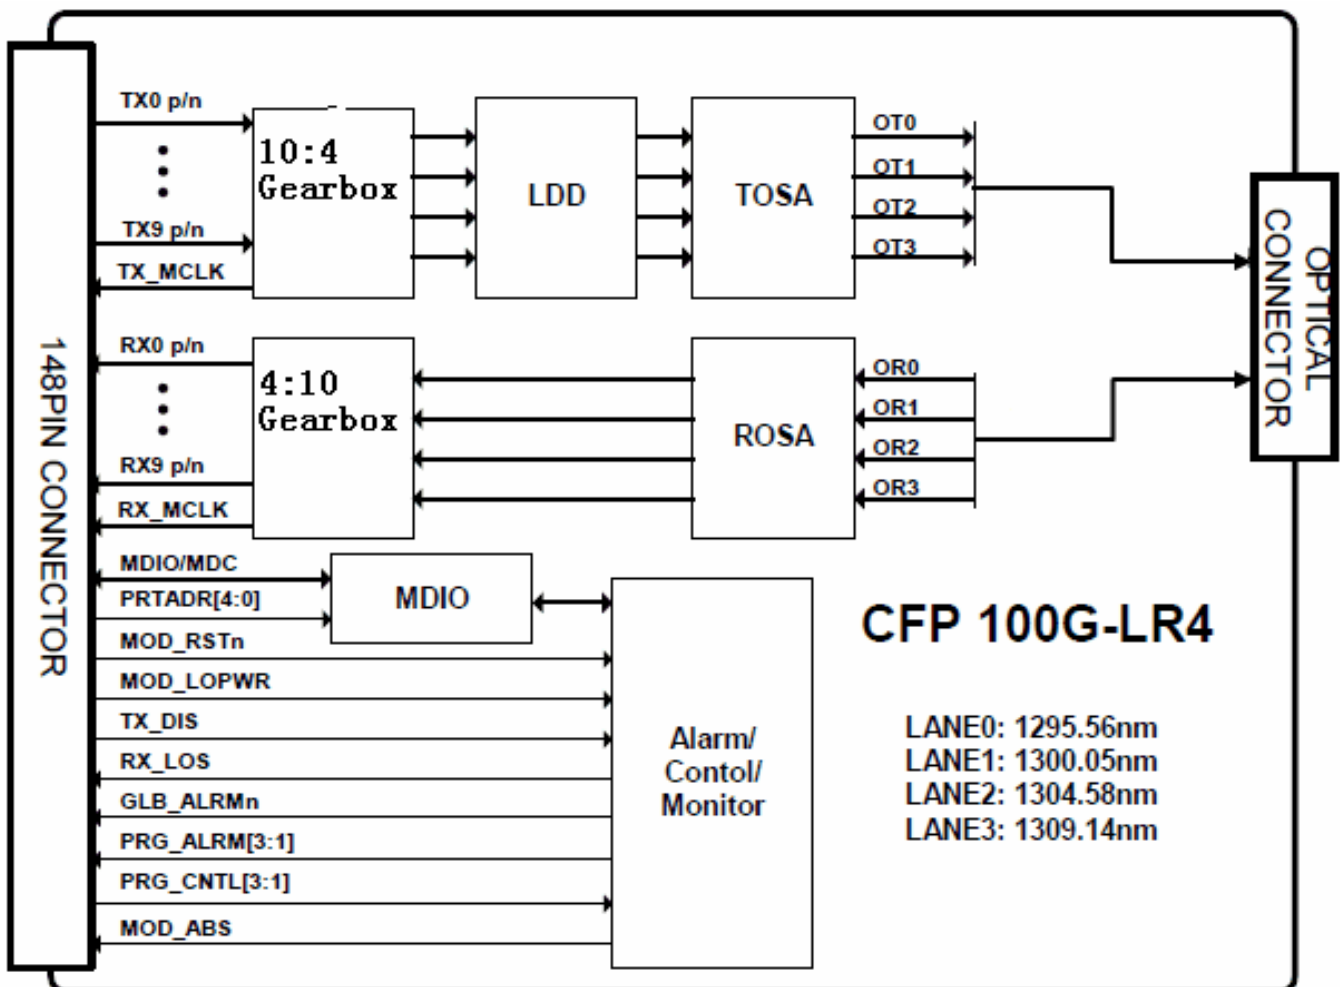 148PIN CONNECTOR
TX0 p/n
TX9 p/n
TX_MCLK
10:4
Gearbox
LDD
TOSA
OT0
OT1
OT2
OT3
OPTICAL
CONNECTOR
RX0 p/n
RX9 p/n
RX_MCLK
4:10
Gearbox
ROSA
OR0
OR1
OR2
OR3
MDIO/MDC
PRTADR[4:0]
MDIO
MOD_RSTn
MOD_LOPWR
TX_DIS
RX_LOS
GLB_ALRMn
PRG_ALRM[3:1]
PRG_CNTL[3:1]
MOD_ABS
Alarm/
Contol/
Monitor
CFP 100G-LR4
LANE0: 1295.56nm
LANE1: 1300.05nm
LANE2: 1304.58nm
LANE3: 1309.14nm